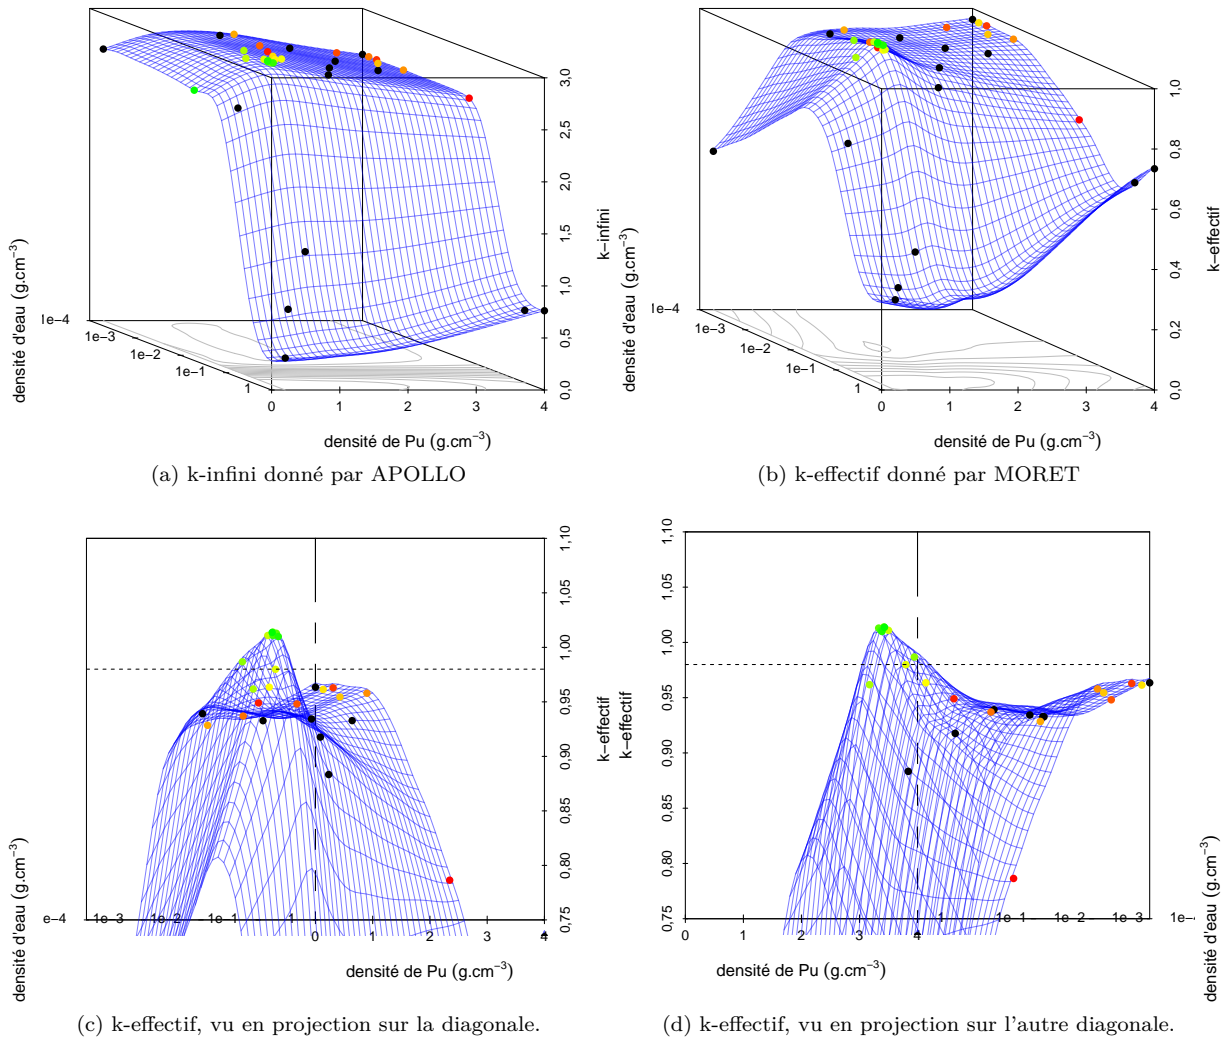 3,0
2,5
2,0
1,5
1,0
0,5
0,0
k−infini
densité d'eau (g.cm−3)
1e−4
1e−3
1e−2
1e−1
1
0
1
2
3
4
densité de Pu (g.cm−3)
(a) k-infini donné par APOLLO
1,0
0,8
0,6
0,4
0,2
0,0
k−effectif
densité d'eau (g.cm−3)
1e−4
1e−3
1e−2
1e−1
1
0
1
2
3
4
densité de Pu (g.cm−3)
(b) k-effectif donné par MORET
1,10
1,05
1,00
0,95
0,90
0,85
0,80
0,75
k−effectif
densité d'eau (g.cm−3)
e−4
1e−3
1e−2
1e−1
1
0
1
2
3
4
densité de Pu (g.cm−3)
(c) k-effectif, vu en projection sur la diagonale.
1,10
1,05
1,00
0,95
0,90
0,85
0,80
0,75
k−effectif
0
1
2
3
4
1
1e−1
1e−2
1e−3
1e−
densité de Pu (g.cm−3)
densité d'eau (g.cm−3)
(d) k-effectif, vu en projection sur l'autre diagonale.